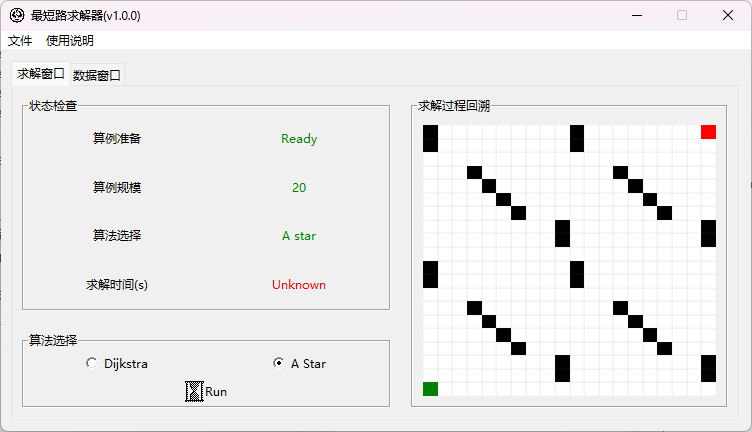 最短路求解器(v1.0.0)
文件 使用说明
求解窗口 数据窗口
状态检查
算例准备 Ready
算例规模 20
算法选择 A star
求解时间(s) Unknown
算法选择
Dijkstra A Star
Run
求解过程回溯